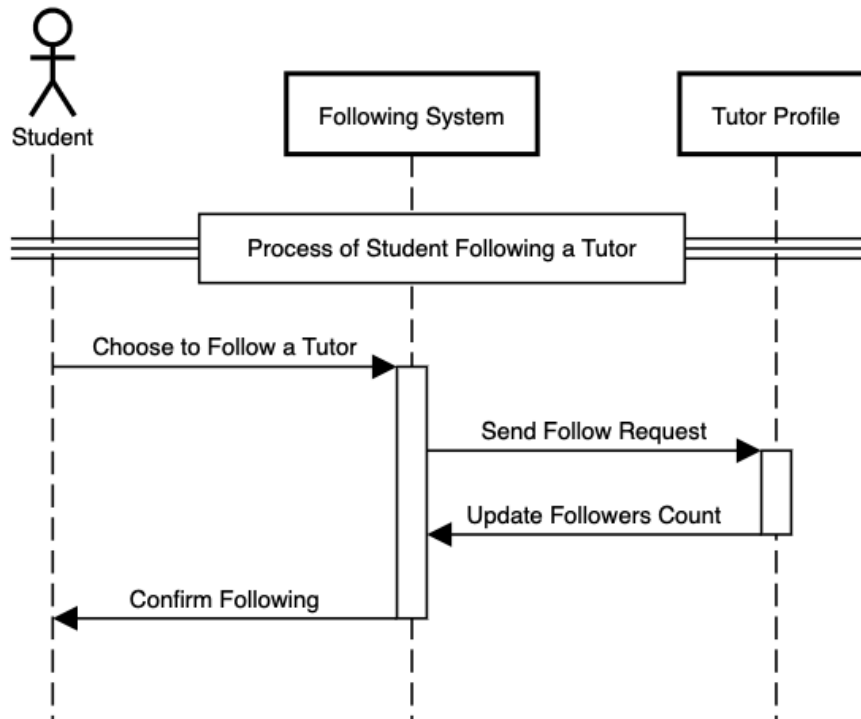 Student
Following System
Tutor Profile
Process of Student Following a Tutor
Choose to Follow a Tutor
Send Follow Request
Update Followers Count
Confirm Following